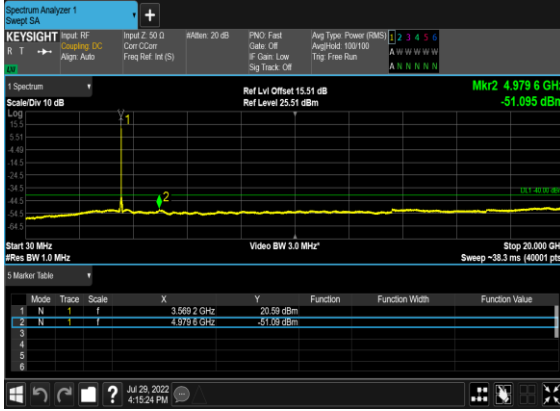 Spectrum Analyzer 1
Swept SA
+
KEYSIGHT Input: RF Input Z: 50 Ω #Atten: 20 dB PNO: Fast Avg Type: Power (RMS) 1 2 3 4 5 6
R T Coupling: DC Corr CCorr Gate: Off Avg|Hold: 100/100 A W W W W W
Align: Auto Freq Ref: Int (S) IF Gain: Low Trig: Free Run
Sig Track: Off A N N N N N
1 Spectrum Ref Lvl Offset 15.51 dB Mkr2 4.979 6 GHz
Scale/Div 10 dB Ref Level 25.51 dBm -51.095 dBm
Log
15.5 1
5.51
-4.49
-14.5
-24.5
-34.5 DL1 -40.00 dBm
-44.5 2
-54.5
-64.5
Start 30 MHz Video BW 3.0 MHz* Stop 20.000 GH
#Res BW 1.0 MHz Sweep ~38.3 ms (40001 pts
5 Marker Table
Mode Trace Scale X Y Function Function Width Function Value
1 N 1 f 3.569 2 GHz 20.59 dBm
2 N 1 f 4.979 6 GHz -51.09 dBm
3
4
5
6
? Jul 29, 2022
4:15:24 PM